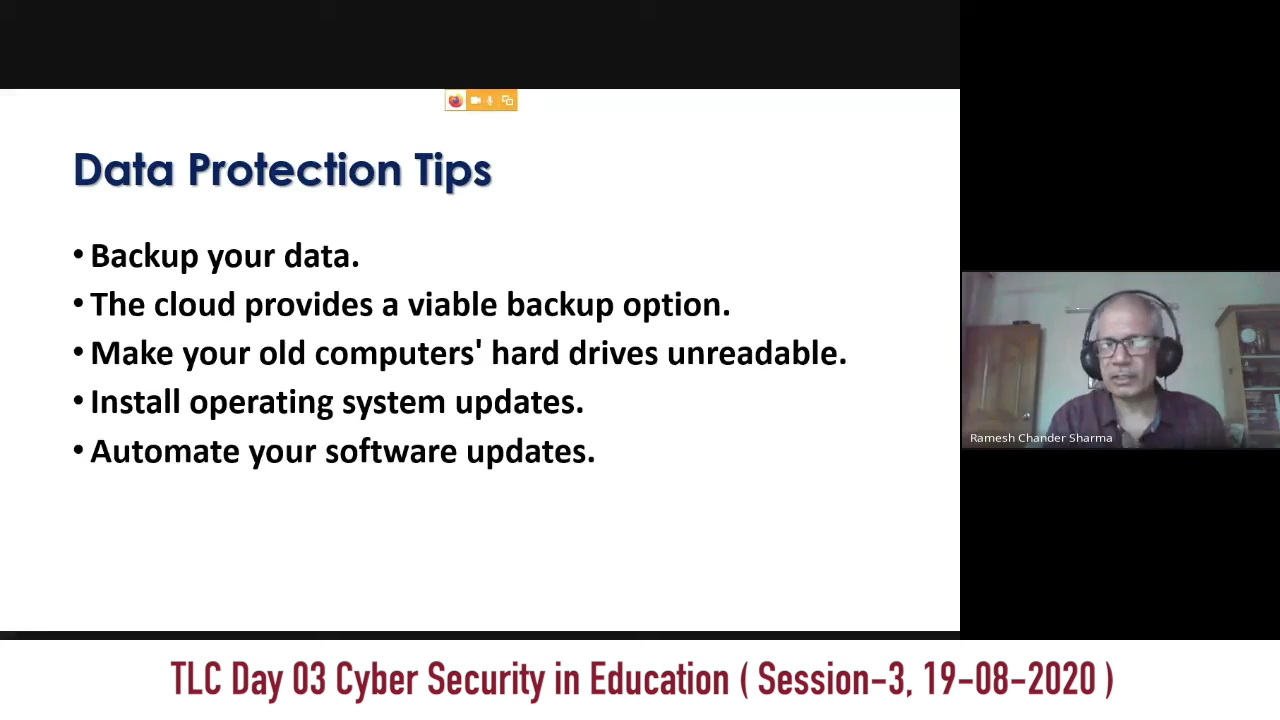 Data Protection Tips
• Backup your data.
• The cloud provides a viable backup option.
• Make your old computers' hard drives unreadable.
• Install operating system updates.
• Automate your software updates.
Ramesh Chander Sharma
TLC Day 03 Cyber Security in Education ( Session-3, 19-08-2020 )